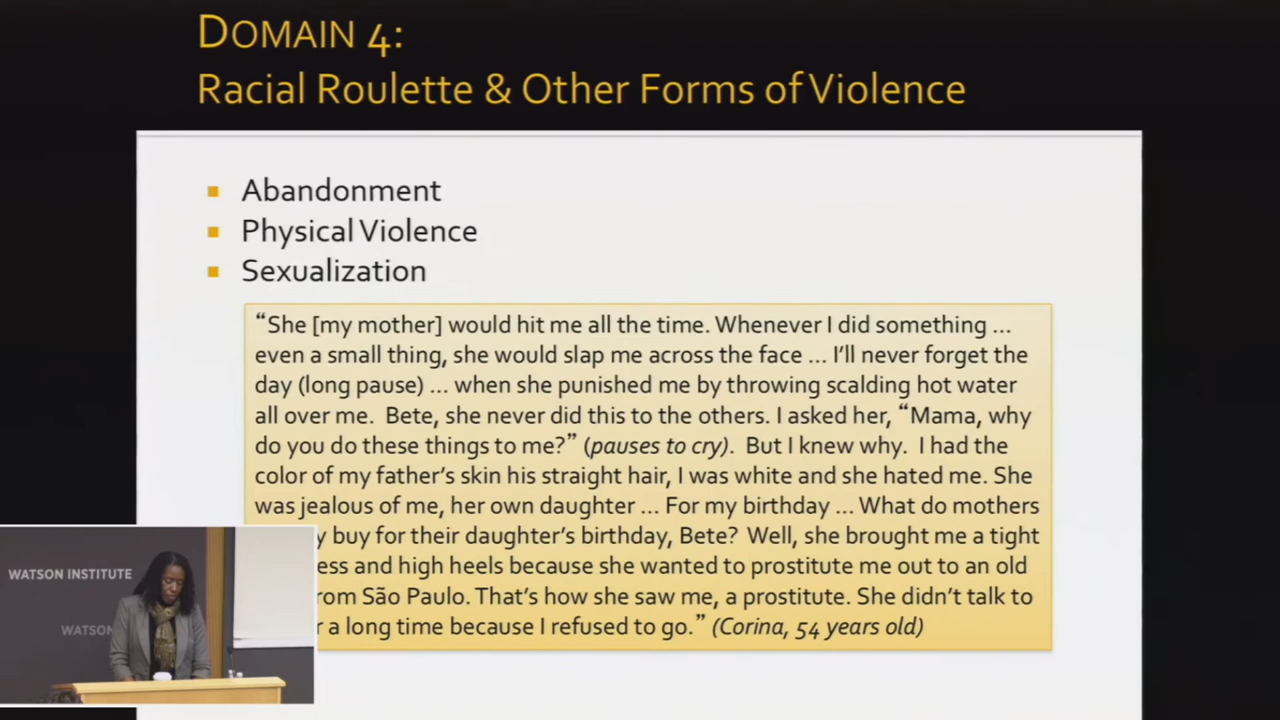 DOMAIN 4:
Racial Roulette & Other Forms of Violence
Abandonment
Physical Violence
Sexualization
“She [my mother] would hit me all the time. Whenever I did something ...
even a small thing, she would slap me across the face ... I’ll never forget the
day (long pause) ... when she punished me by throwing scalding hot water
all over me. Bete, she never did this to the others. I asked her, “Mama, why
do you do these things to me?” (pauses to cry). But I knew why. I had the
color of my father’s skin his straight hair, I was white and she hated me. She
was jealous of me, her own daughter ... For my birthday ... What do mothers
buy for their daughter’s birthday, Bete? Well, she brought me a tight
and high heels because she wanted to prostitute me out to an old
São Paulo. That’s how she saw me, a prostitute. She didn’t talk to
a long time because I refused to go.” (Corina, 54 years old)
WATSON INSTITUTE
WATSON